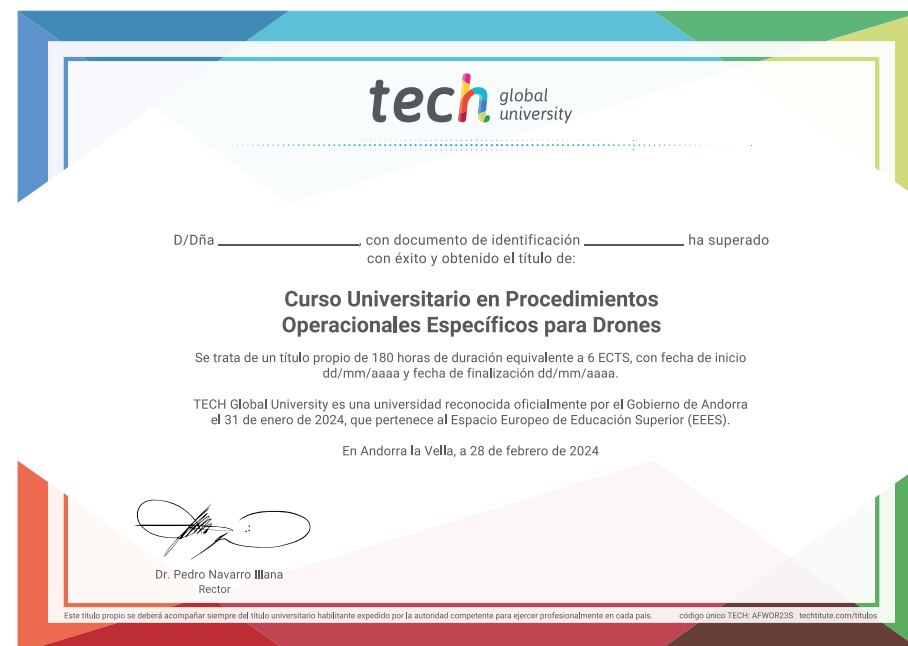 tech global university
D/Dña ____________________, con documento de identificación ______________ ha superado
con éxito y obtenido el título de:
Curso Universitario en Procedimientos
Operacionales Específicos para Drones
Se trata de un título propio de 180 horas de duración equivalente a 6 ECTS, con fecha de inicio
dd/mm/aaaa y fecha de finalización dd/mm/aaaa.
TECH Global University es una universidad reconocida oficialmente por el Gobierno de Andorra
el 31 de enero de 2024, que pertenece al Espacio Europeo de Educación Superior (EEES).
En Andorra la Vella, a 28 de febrero de 2024
Dr. Pedro Navarro Illana
Rector
Este título propio se deberá acompañar siempre del título universitario habilitante expedido por la autoridad competente para ejercer profesionalmente en cada país. código único TECH: AFWOR23S techtitute.com/titulos